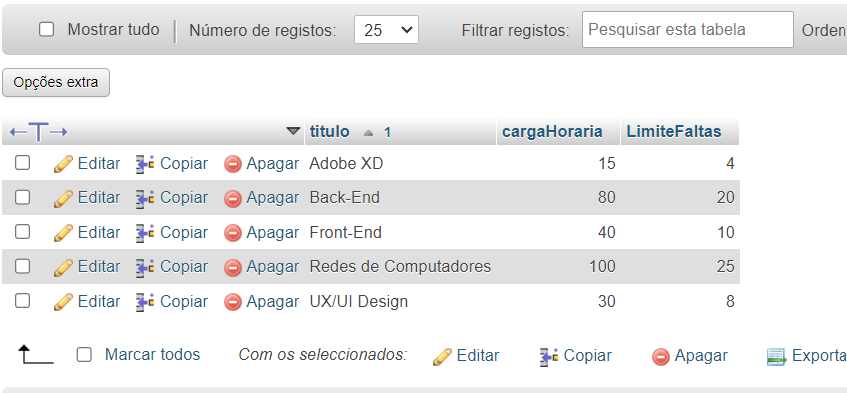 Mostrar tudo Número de registos: 25 Filtrar registos: Pesquisar esta tabela Orden
Opções extra
titulo 1 cargaHoraria LimiteFaltas
Editar Copiar Apagar Adobe XD 15 4
Editar Copiar Apagar Back-End 80 20
Editar Copiar Apagar Front-End 40 10
Editar Copiar Apagar Redes de Computadores 100 25
Editar Copiar Apagar UX/UI Design 30 8
Marcar todos Com os seleccionados: Editar Copiar Apagar Exporta